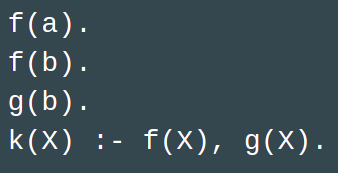 f(a).
f(b).
g(b).
k(X) :- f(X), g(X).